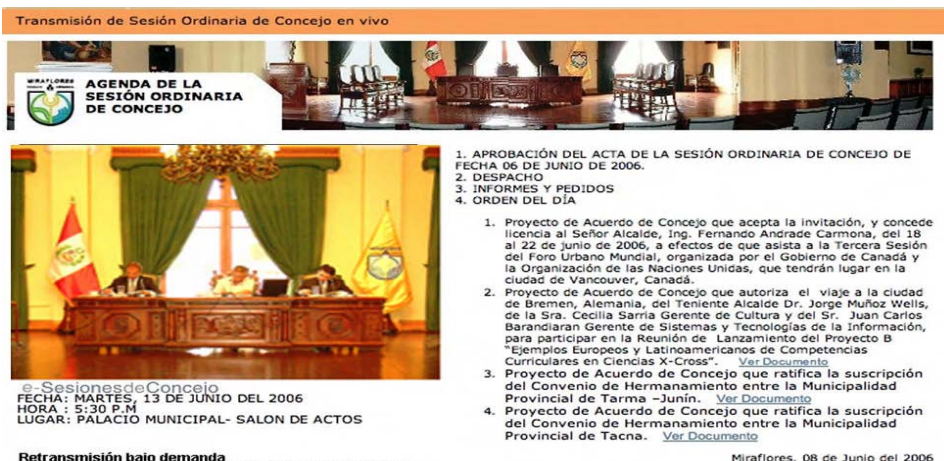 Transmisión de Sesión Ordinaria de Concejo en vivo
MIRAFLORES
AGENDA DE LA
SESIÓN ORDINARIA
DE CONCEJO
e-SesionesdeConcejo
FECHA: MARTES, 13 DE JUNIO DEL 2006
HORA : 5:30 P.M
LUGAR: PALACIO MUNICIPAL- SALON DE ACTOS
Retransmisión bajo demanda
1. APROBACIÓN DEL ACTA DE LA SESIÓN ORDINARIA DE CONCEJO DE
FECHA 06 DE JUNIO DE 2006.
2. DESPACHO
3. INFORMES Y PEDIDOS
4. ORDEN DEL DÍA
1. Proyecto de Acuerdo de Concejo que acepta la invitación, y concede
licencia al Señor Alcalde, Ing. Fernando Andrade Carmona, del 18
al 22 de junio de 2006, a efectos de que asista a la Tercera Sesión
del Foro Urbano Mundial, organizada por el Gobierno de Canadá y
la Organización de las Naciones Unidas, que tendrán lugar en la
ciudad de Vancouver, Canadá.
2. Proyecto de Acuerdo de Concejo que autoriza el viaje a la ciudad
de Bremen, Alemania, del Teniente Alcalde Dr. Jorge Muñoz Wells,
de la Sra. Cecilia Sarria Gerente de Cultura y del Sr. Juan Carlos
Barandiaran Gerente de Sistemas y Tecnologías de la Información,
para participar en la Reunión de Lanzamiento del Proyecto B
"Ejemplos Europeos y Latinoamericanos de Competencias
Curriculares en Ciencias X-Cross". Ver Documento
3. Proyecto de Acuerdo de Concejo que ratifica la suscripción
del Convenio de Hermanamiento entre la Municipalidad
Provincial de Tarma –Junín. Ver Documento
4. Proyecto de Acuerdo de Concejo que ratifica la suscripción
del Convenio de Hermanamiento entre la Municipalidad
Provincial de Tacna. Ver Documento
Miraflores, 08 de Junio del 2006